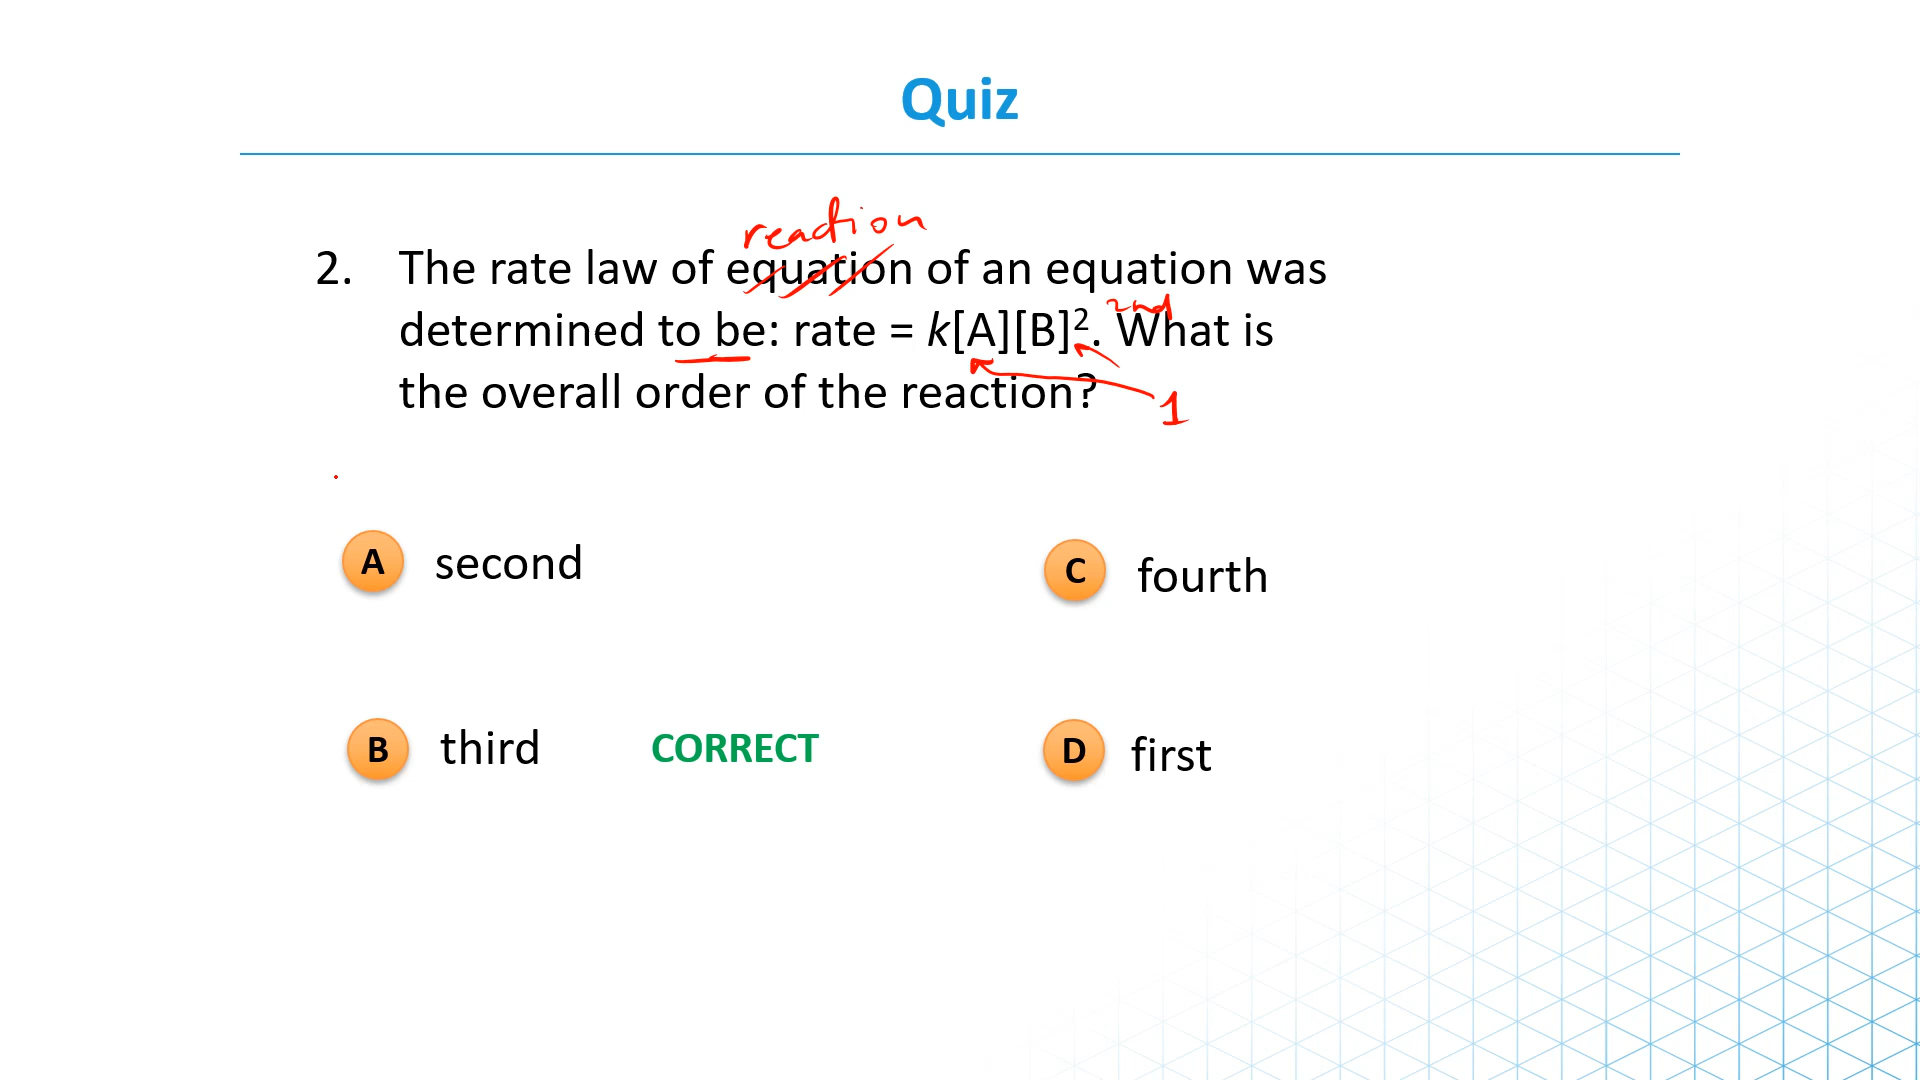 Quiz
reaction
2. The rate law of equation of an equation was
2nd
determined to be: rate = k[A][B]². What is
the overall order of the reaction?
1
A second
C fourth
B third CORRECT
D first